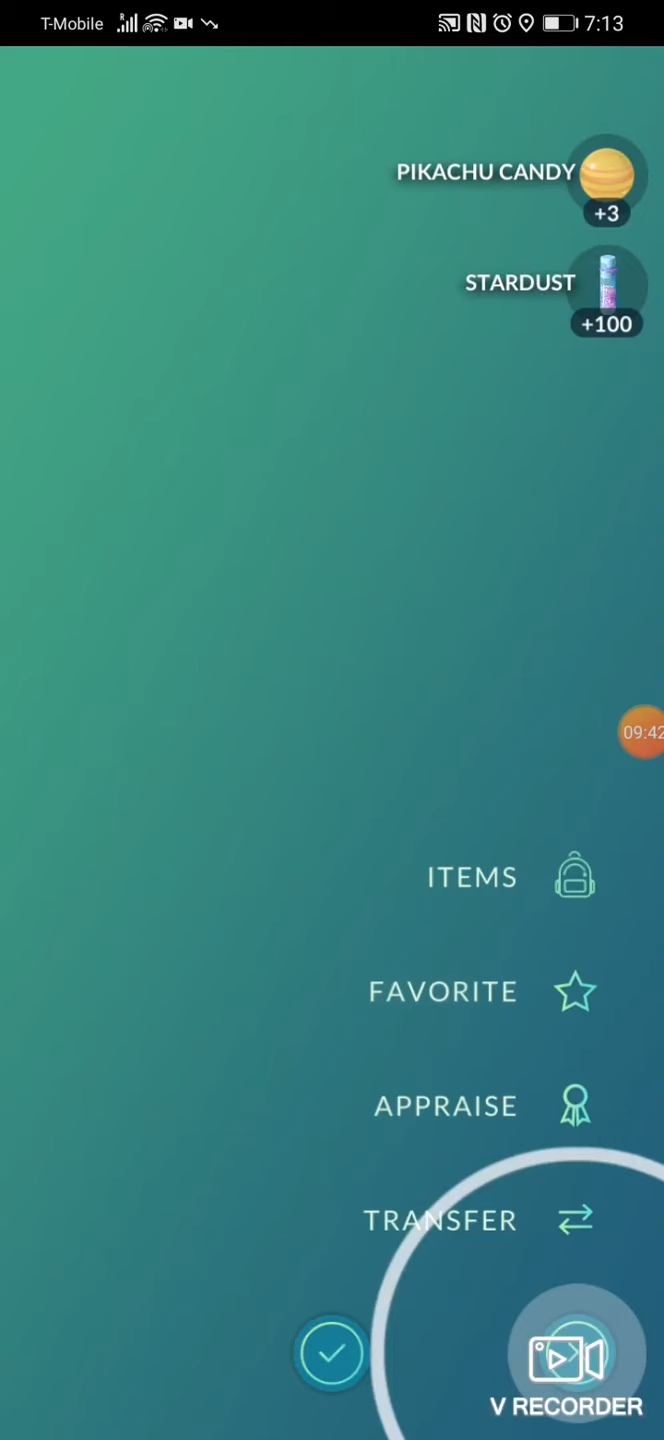 T-Mobile 7:13
PIKACHU CANDY
+3
STARDUST
+100
09:42
ITEMS
FAVORITE
APPRAISE
TRANSFER
V RECORDER